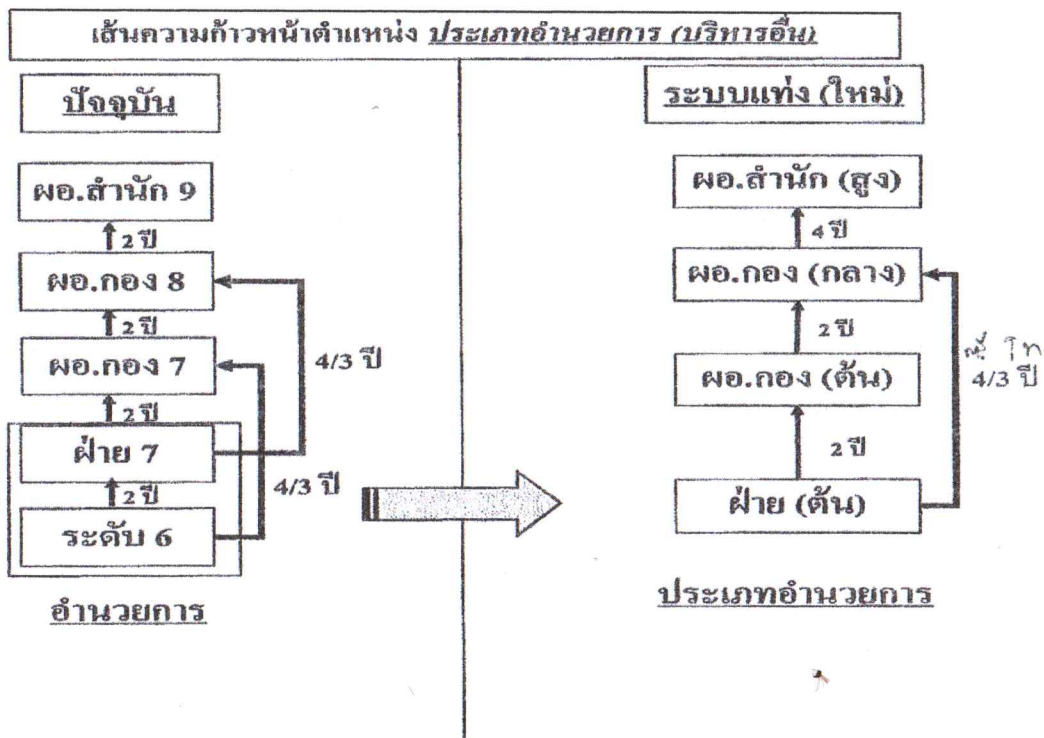 เส้นความก้าวหน้าตำแหน่ง ประเภทอำนวยการ (บริหารอื่น)
ปัจจุบัน
ผอ.สำนัก 9
2 ปี
ผอ.กอง 8
2 ปี
ผอ.กอง 7
2 ปี
ฝ่าย 7
2 ปี
ระดับ 6
4/3 ปี
4/3 ปี
อำนวยการ
ระบบแท่ง (ใหม่)
ผอ.สำนัก (สูง)
4 ปี
ผอ.กอง (กลาง)
2 ปี
ผอ.กอง (ต้น)
2 ปี
ฝ่าย (ต้น)
โท
4/3 ปี
ประเภทอำนวยการ